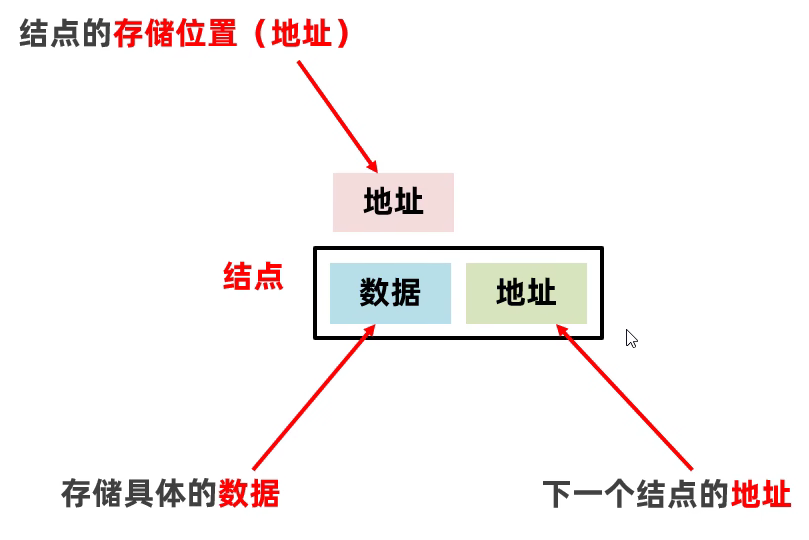 结点的存储位置（地址）
地址
结点
数据
地址
存储具体的数据
下一个结点的地址